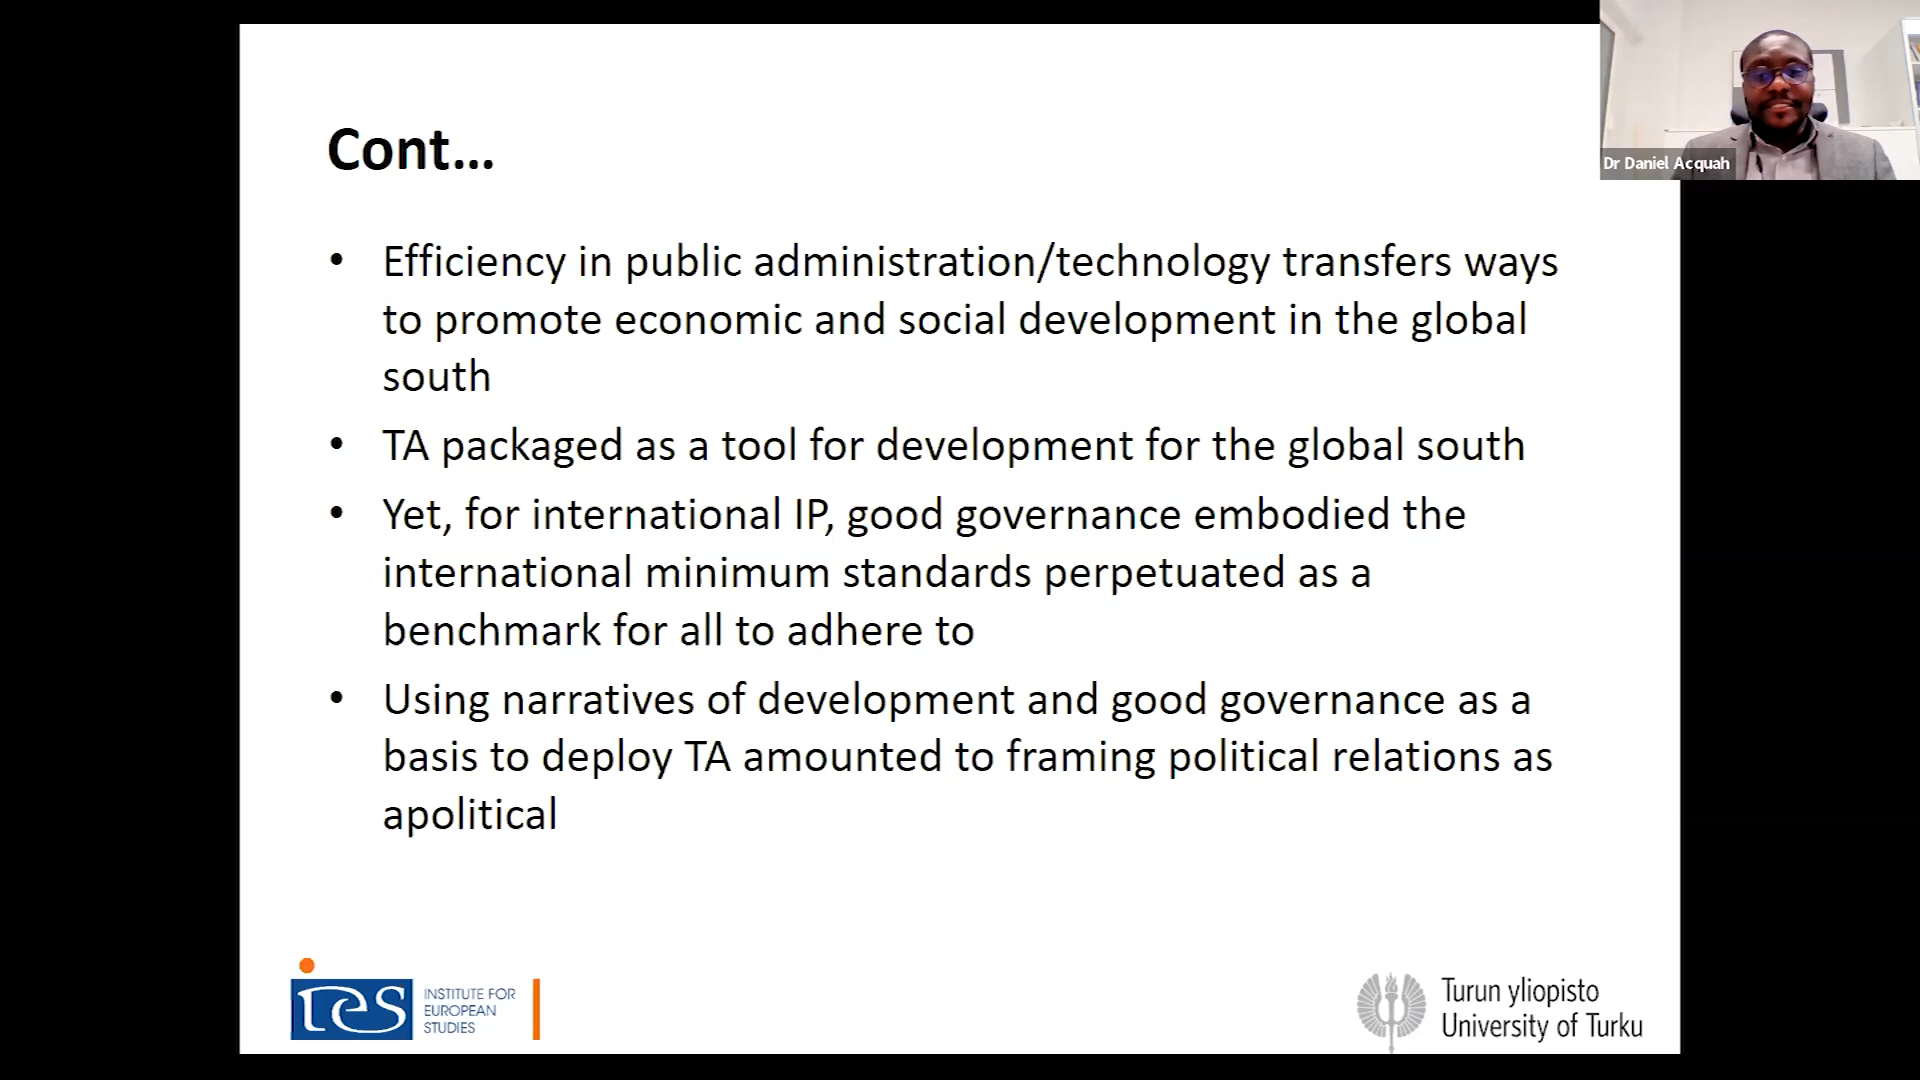 Cont...
• Efficiency in public administration/technology transfers ways
to promote economic and social development in the global
south
• TA packaged as a tool for development for the global south
• Yet, for international IP, good governance embodied the
international minimum standards perpetuated as a
benchmark for all to adhere to
• Using narratives of development and good governance as a
basis to deploy TA amounted to framing political relations as
apolitical
Dr Daniel Acquah
ies
INSTITUTE FOR
EUROPEAN
STUDIES
Turun yliopisto
University of Turku